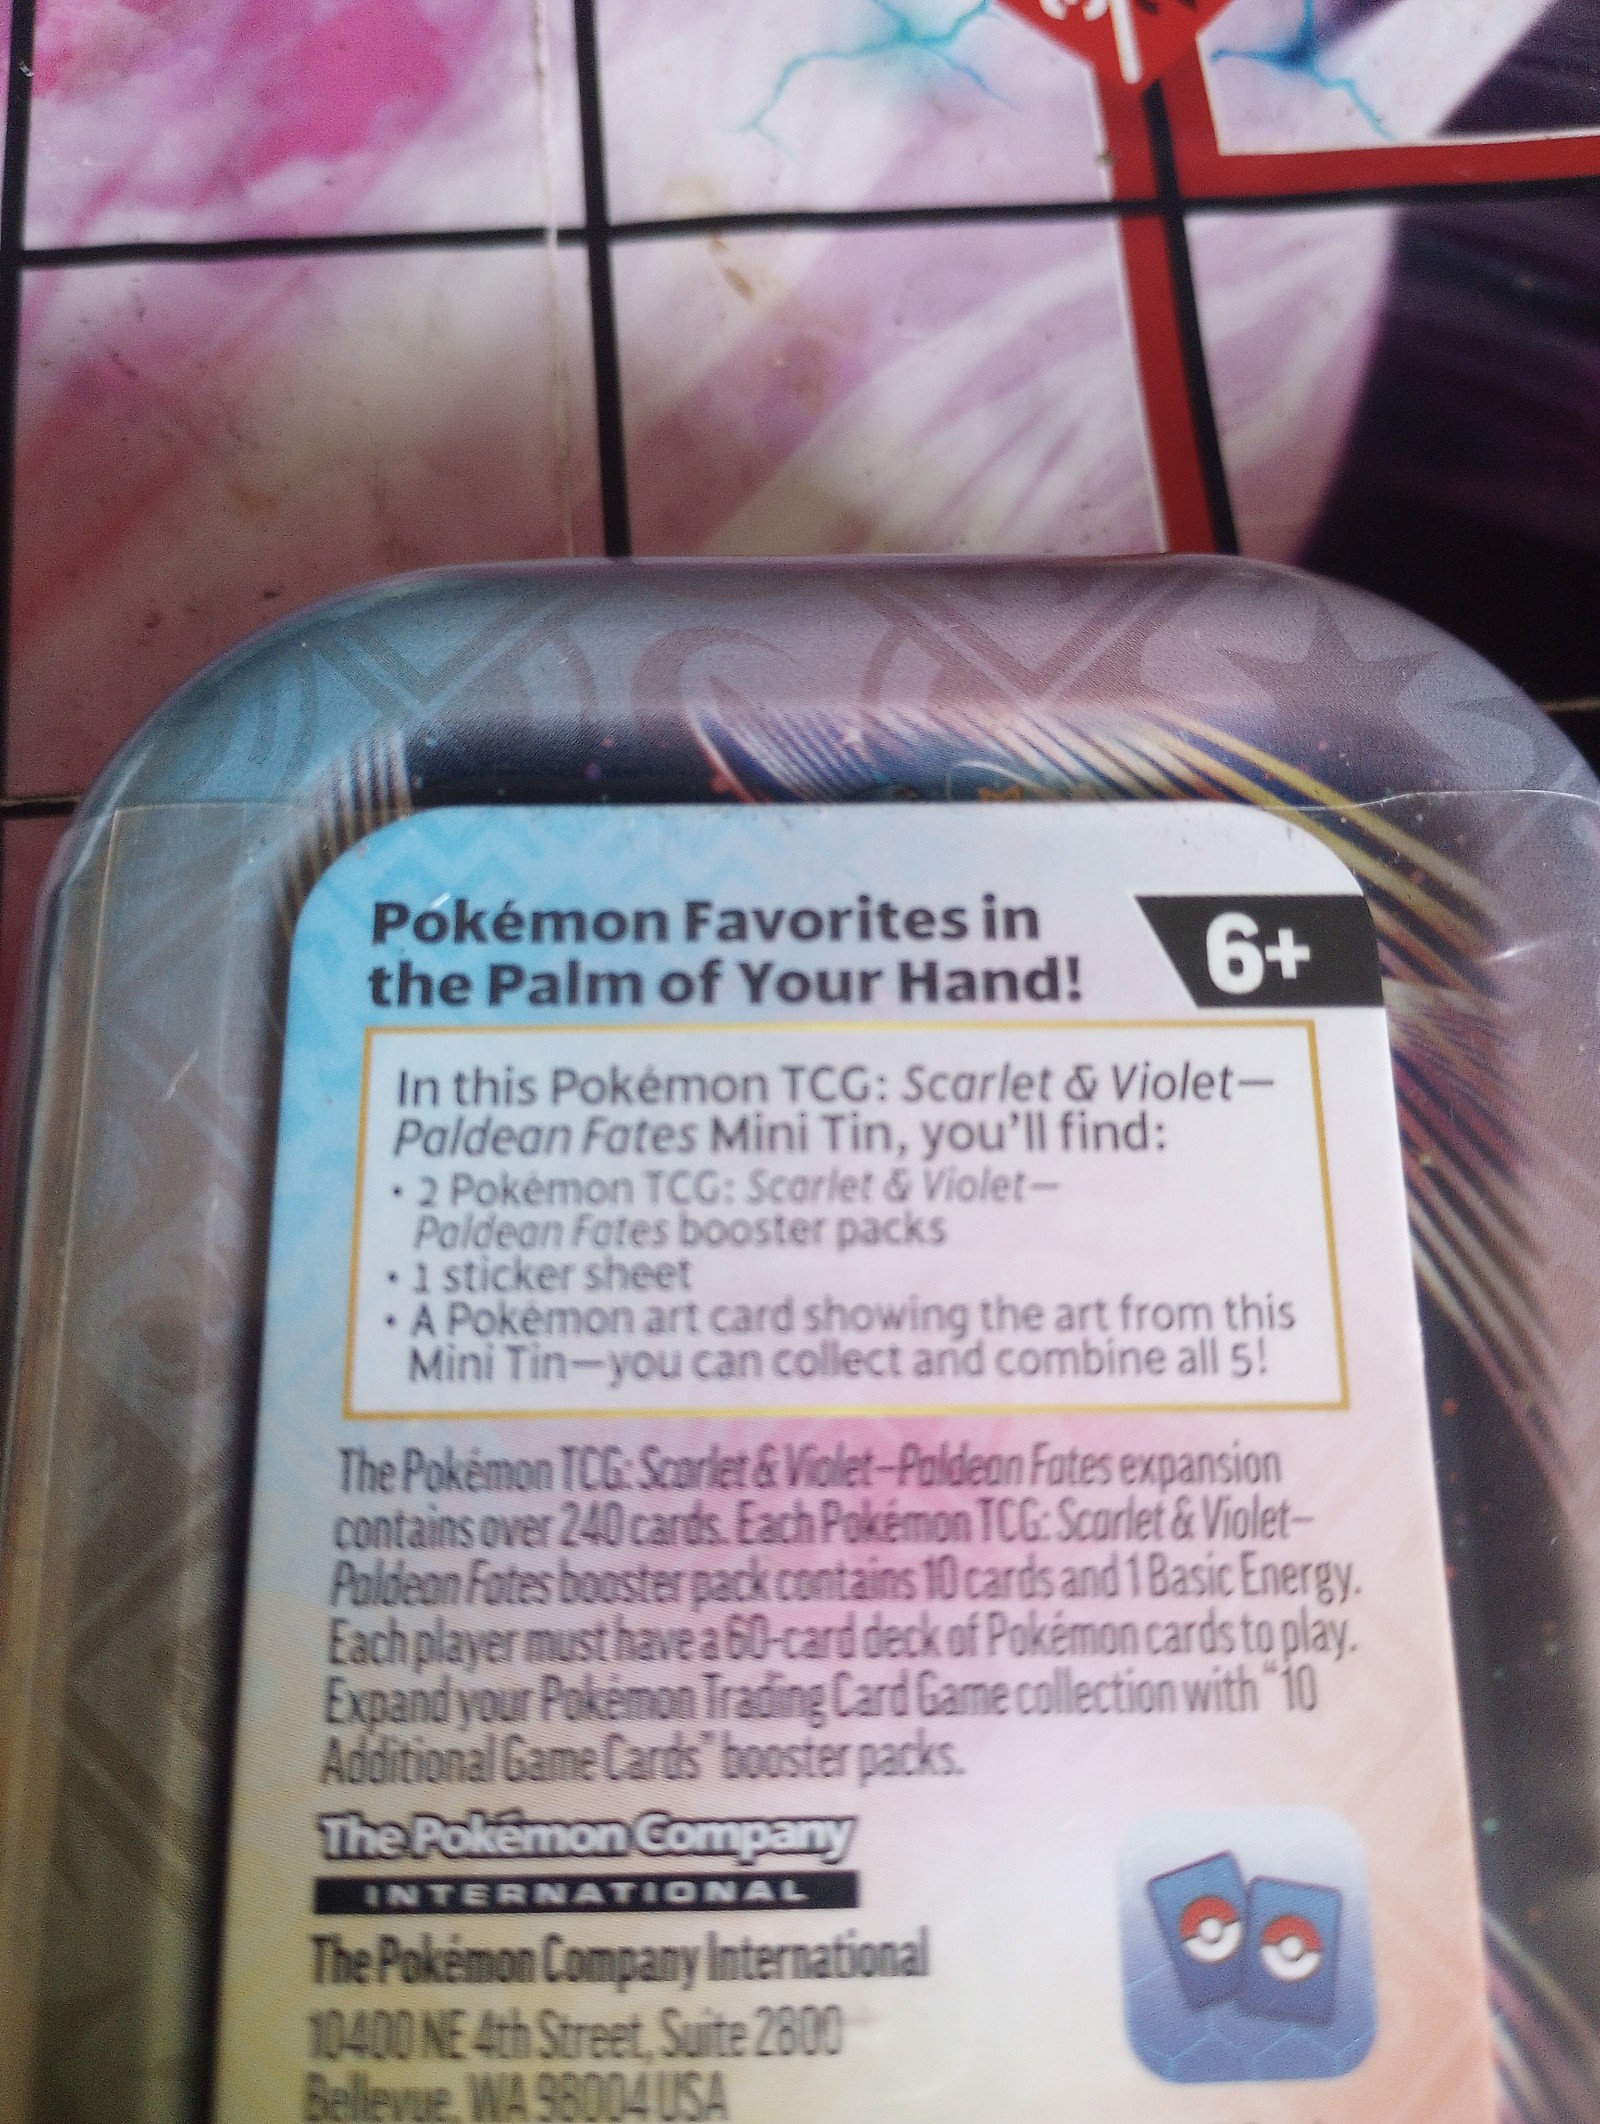 Pokémon Favorites in
the Palm of Your Hand!
6+
In this Pokémon TCG: Scarlet & Violet—
Paldean Fates Mini Tin, you'll find:
• 2 Pokémon TCG: Scarlet & Violet—
Paldean Fates booster packs
• 1 sticker sheet
• A Pokémon art card showing the art from this
Mini Tin—you can collect and combine all 5!
The Pokémon TCG: Scarlet & Violet—Paldean Fates expansion
contains over 240 cards. Each Pokémon TCG: Scarlet & Violet—
Paldean Fates booster pack contains 10 cards and 1 Basic Energy.
Each player must have a 60-card deck of Pokémon cards to play.
Expand your Pokémon Trading Card Game collection with “10
Additional Game Cards” booster packs.
The Pokémon Company
INTERNATIONAL
The Pokémon Company International
10400 NE 4th Street, Suite 2800
Bellevue, WA 98004 USA